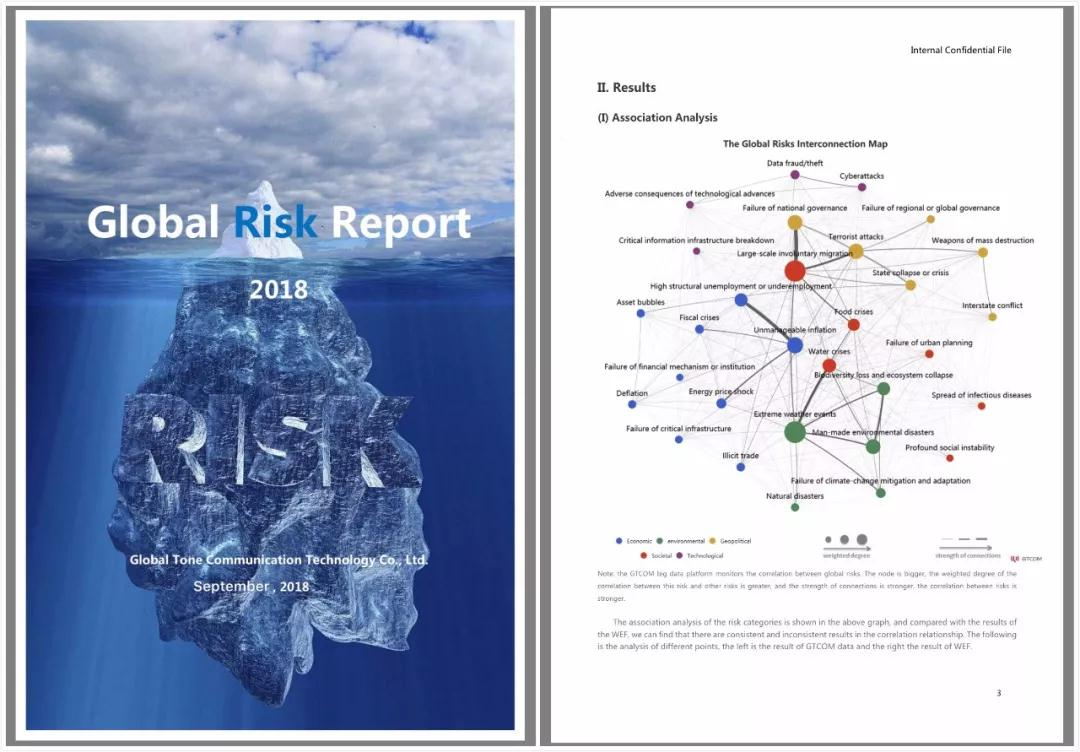 Global Risk Report
2018
RISK
Global Tone Communication Technology Co., Ltd.
September , 2018
Internal Confidential File
II. Results
(I) Association Analysis
The Global Risks Interconnection Map
Data fraud/theft
Cyberattacks
Adverse consequences of technological advances
Failure of national governance
Failure of regional or global governance
Critical information infrastructure breakdown
Terrorist attacks
Weapons of mass destruction
Large-scale involuntary migration
State collapse or crisis
High structural unemployment or underemployment
Asset bubbles
Interstate conflict
Fiscal crises
Food crises
Unmanageable inflation
Failure of urban planning
Water crises
Failure of financial mechanism or institution
Biodiversity loss and ecosystem collapse
Deflation
Energy price shock
Spread of infectious diseases
Extreme weather events
Failure of critical infrastructure
Man-made environmental disasters
Profound social instability
Illicit trade
Failure of climate-change mitigation and adaptation
Natural disasters
Economic environmental Geopolitical
Societal Technological
weighted degree
strength of connections
GTCOM
Note: the GTCOM big data platform monitors the correlation between global risks. The node is bigger, the weighted degree of the
correlation between this risk and other risks is greater, and the strength of connections is stronger, the correlation between risks is
stronger.
The association analysis of the risk categories is shown in the above graph, and compared with the results of
the WEF, we can find that there are consistent and inconsistent results in the correlation relationship. The following
is the analysis of different points, the left is the result of GTCOM data and the right the result of WEF.
3